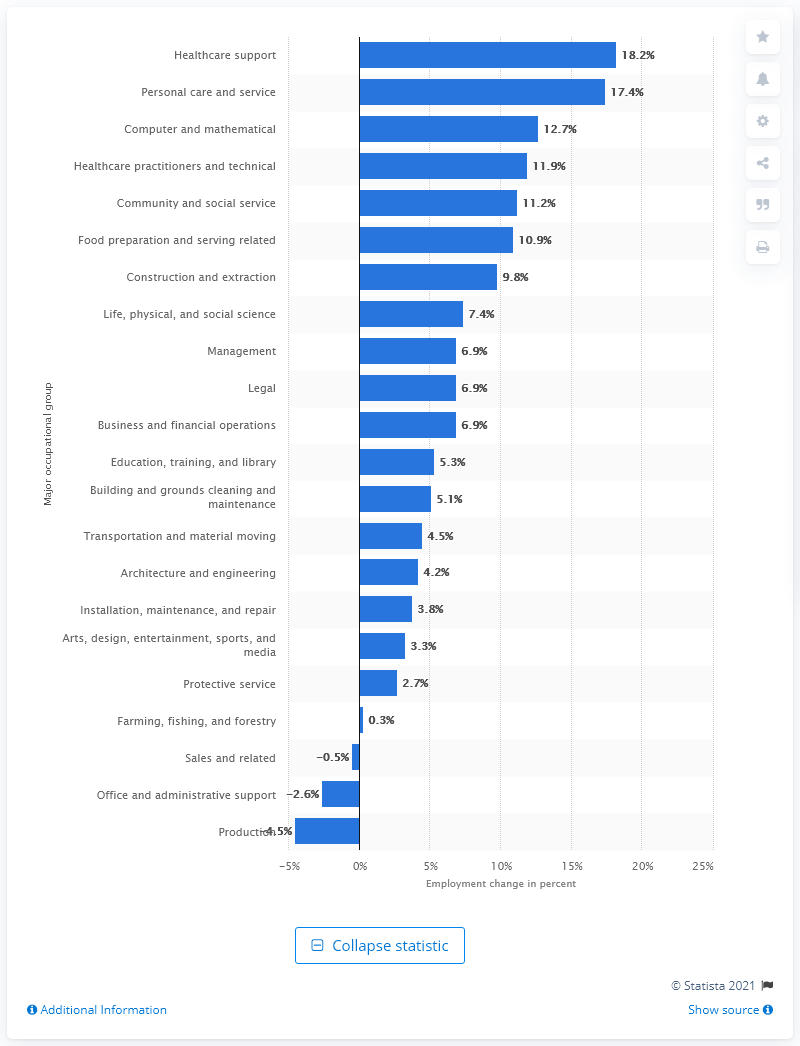 Healthcare support 18.2%
Personal care and service 17.4%
Computer and mathematical 12.7%
Healthcare practitioners and technical 11.9%
Community and social service 11.2%
Food preparation and serving related 10.9%
Construction and extraction 9.8%
Life, physical, and social science 7.4%
Management 6.9%
Legal 6.9%
Business and financial operations 6.9%
Education, training, and library 5.3%
Building and grounds cleaning and
maintenance 5.1%
Transportation and material moving 4.5%
Architecture and engineering 4.2%
Installation, maintenance, and repair 3.8%
Arts, design, entertainment, sports, and
media 3.3%
Protective service 2.7%
Farming, fishing, and forestry 0.3%
Sales and related −0.5%
Office and administrative support −2.6%
Production −4.5%
Major occupational group
−5% 0% 5% 10% 15% 20% 25%
Employment change in percent
Collapse statistic
© Statista 2021
Additional Information Show source